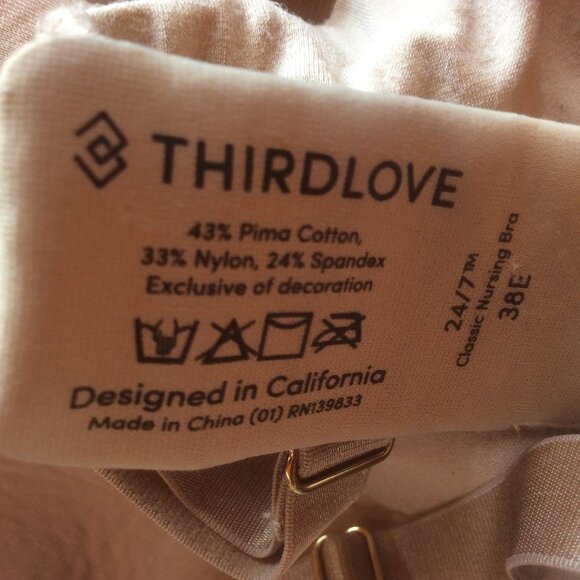 THIRDLOVE
43% Pima Cotton,
33% Nylon, 24% Spandex
Exclusive of decoration
Designed in California
Made in China (01) RN139833
24/7™
Classic Nursing Bra
38E